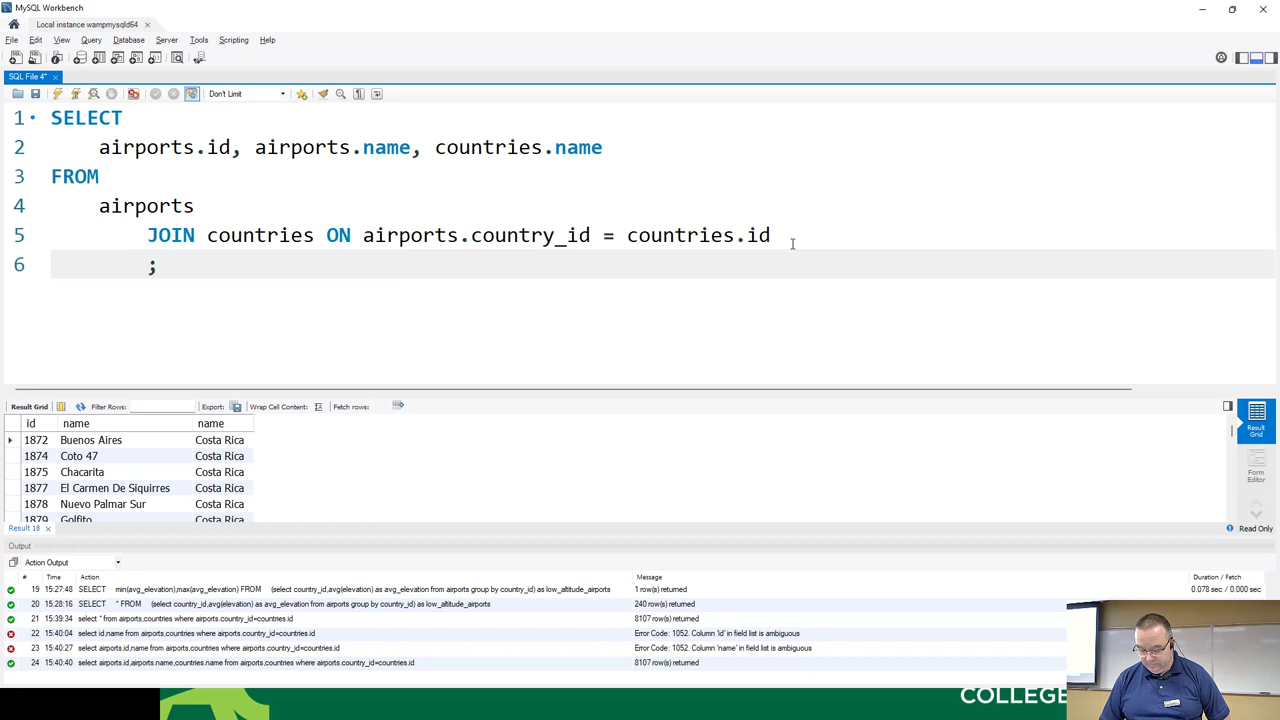 MySQL Workbench
Local instance wampmysqld64
File Edit View Query Database Server Tools Scripting Help
SQL File 4*
Don't Limit
1 SELECT
2 airports.id, airports.name, countries.name
3 FROM
4 airports
5 JOIN countries ON airports.country_id = countries.id
6 ;
Result Grid Filter Rows: Export: Wrap Cell Content: Fetch rows:
id name name
1872 Buenos Aires Costa Rica
1874 Coto 47 Costa Rica
1875 Chacarita Costa Rica
1877 El Carmen De Siquirres Costa Rica
1878 Nuevo Palmar Sur Costa Rica
1879 Golfito Costa Rica
Result Grid
Form Editor
Result 18 Read Only
Output
Action Output
# Time Action Message Duration / Fetch
19 15:27:48 SELECT min(avg_elevation),max(avg_elevation) FROM (select country_id,avg(elevation) as avg_elevation from airports group by country_id) as low_altitude_airports 1 row(s) returned 0.078 sec / 0.000 sec
20 15:28:16 SELECT * FROM (select country_id,avg(elevation) as avg_elevation from airports group by country_id) as low_altitude_airports 240 row(s) returned
21 15:39:34 select * from airports,countries where airports.country_id=countries.id 8107 row(s) returned
22 15:40:04 select id,name from airports,countries where airports.country_id=countries.id Error Code: 1052. Column 'id' in field list is ambiguous
23 15:40:27 select airports.id,name from airports,countries where airports.country_id=countries.id Error Code: 1052. Column 'name' in field list is ambiguous
24 15:40:40 select airports.id,airports.name,countries.name from airports,countries where airports.country_id=countries.id 8107 row(s) returned
COLLEGE